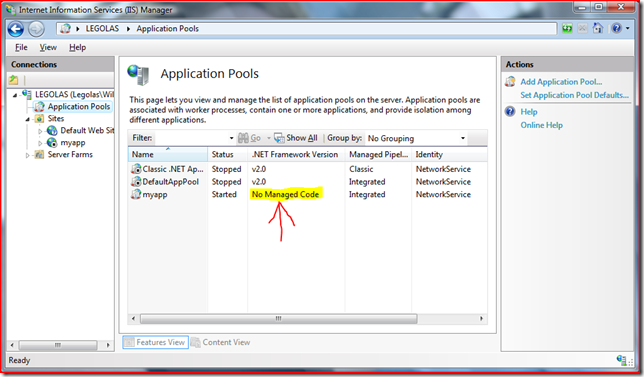 Internet Information Services (IIS) Manager
LEGOLAS
Application Pools
File View Help
Connections
LEGOLAS (Legolas\Wil
Application Pools
Sites
Default Web Sit
myapp
Server Farms
Application Pools
This page lets you view and manage the list of application pools on the server. Application pools are
associated with worker processes, contain one or more applications, and provide isolation among
different applications.
Filter: Go Show All Group by: No Grouping
Name Status .NET Framework Version Managed Pipel... Identity
Classic .NET Ap... Stopped v2.0 Classic NetworkService
DefaultAppPool Stopped v2.0 Integrated NetworkService
myapp Started No Managed Code Integrated NetworkService
Features View Content View
Actions
Add Application Pool...
Set Application Pool Defaults...
Help
Online Help
Ready